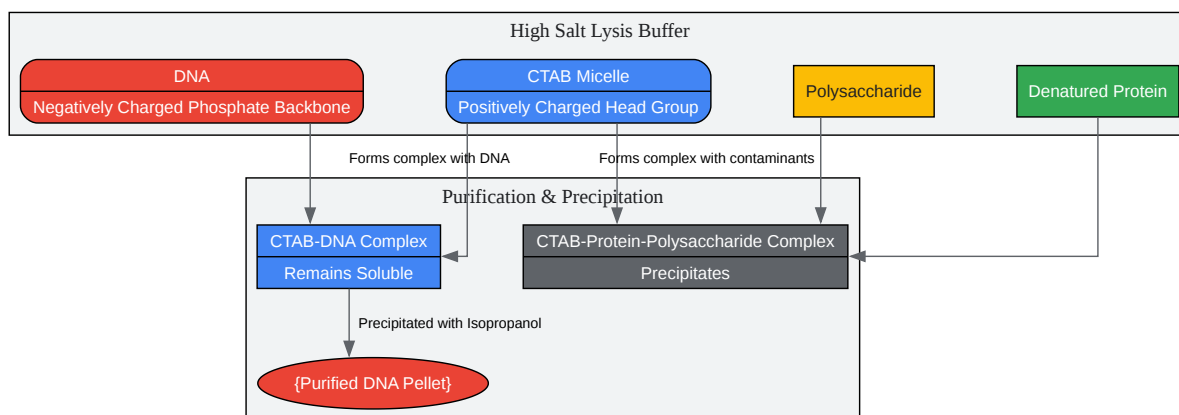 High Salt Lysis Buffer
DNA
Negatively Charged Phosphate Backbone
CTAB Micelle
Positively Charged Head Group
Polysaccharide
Denatured Protein
Forms complex with DNA
Forms complex with contaminants
Purification & Precipitation
CTAB-DNA Complex
Remains Soluble
CTAB-Protein-Polysaccharide Complex
Precipitates
Precipitated with Isopropanol
{Purified DNA Pellet}